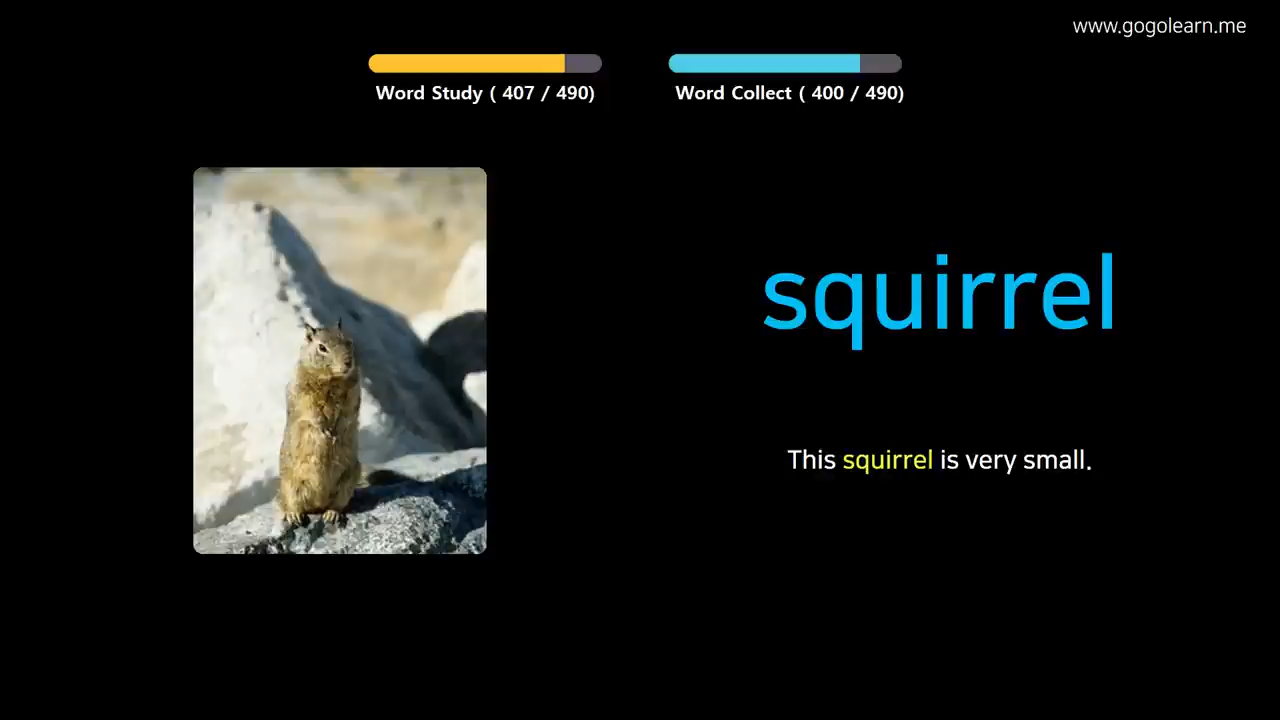 www.gogolearn.me
Word Study ( 407 / 490)
Word Collect ( 400 / 490)
squirrel
This squirrel is very small.